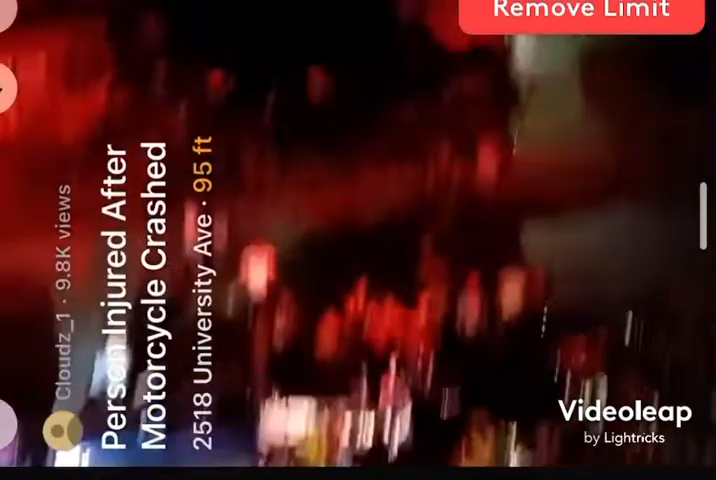 Remove Limit
Cloudz_1 · 9.8K views
Person Injured After
Motorcycle Crashed
2518 University Ave · 95 ft
Videoleap
by Lightricks